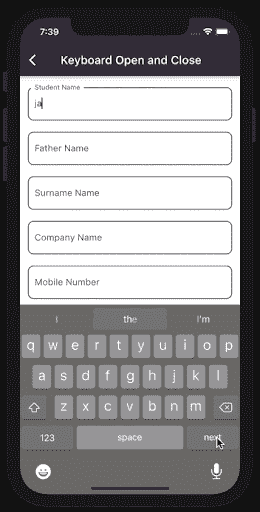 7:39
Keyboard Open and Close
Student Name
ja
Father Name
Surname Name
Company Name
Mobile Number
i the I'm
q w e r t y u i o p
a s d f g h j k l
z x c v b n m
123 space next